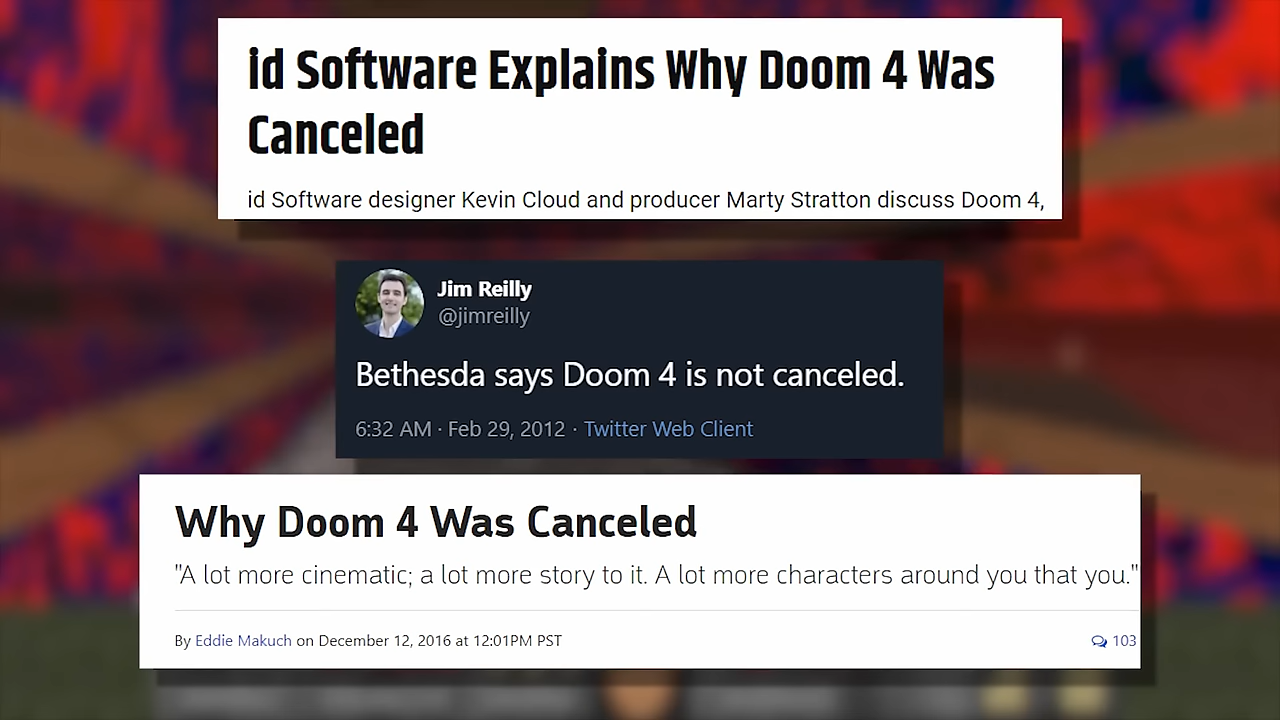 id Software Explains Why Doom 4 Was
Canceled
id Software designer Kevin Cloud and producer Marty Stratton discuss Doom 4,
Jim Reilly
@jimreilly
Bethesda says Doom 4 is not canceled.
6:32 AM · Feb 29, 2012 · Twitter Web Client
Why Doom 4 Was Canceled
"A lot more cinematic; a lot more story to it. A lot more characters around you that you."
By Eddie Makuch on December 12, 2016 at 12:01PM PST
103